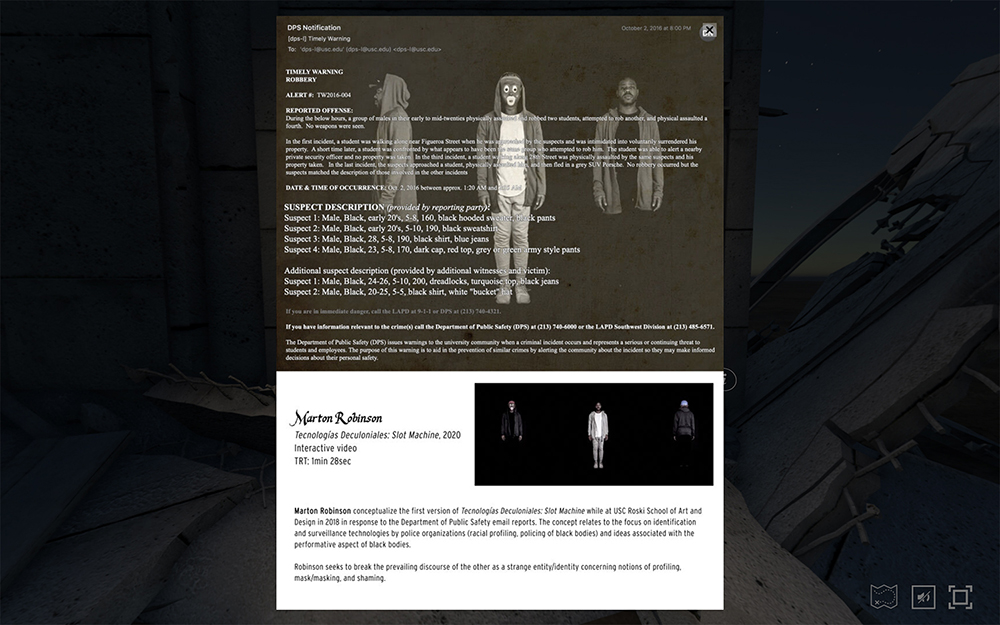 DPS Notification
October 2, 2016 at 8:00 PM
[dps-l] Timely Warning
To: 'dps-l@usc.edu' (dps-l@usc.edu) <dps-l@usc.edu>
TIMELY WARNING
ROBBERY
ALERT #: TW2016-004
REPORTED OFFENSE:
During the below hours, a group of males in their early to mid-twenties physically assaulted and robbed two students, attempted to rob another, and physical assaulted a
fourth. No weapons were seen.
In the first incident, a student was walking alone near Figueroa Street when he was surrounded by the suspects and was intimidated into voluntarily surrendered his
property. A short time later, a student was confronted by what appears to have been the same group who attempted to rob him. The student was able to alert a nearby
private security officer and no property was taken. In the third incident, a student walking along 28th Street was physically assaulted by the same suspects and his
property taken. In the last incident, the suspects approached a student, physically assaulted him, and then fled in a grey SUV Porsche. No robbery occurred but the
suspects matched the description of those involved in the other incidents
DATE & TIME OF OCCURRENCE: Oct. 2, 2016 between approx. 1:20 AM and AM
SUSPECT DESCRIPTION (provided by reporting party):
Suspect 1: Male, Black, early 20's, 5-8, 160, black hooded sweater, black pants
Suspect 2: Male, Black, early 20's, 5-10, 190, black sweatshirt
Suspect 3: Male, Black, 28, 5-8, 190, black shirt, blue jeans
Suspect 4: Male, Black, 23, 5-8, 170, dark cap, red top, grey or green army style pants
Additional suspect description (provided by additional witnesses and victim):
Suspect 1: Male, Black, 24-26, 5-10, 200, dreadlocks, turquoise top, black jeans
Suspect 2: Male, Black, 20-25, 5-5, black shirt, white "bucket" hat
If you are in immediate danger, call the LAPD at 9-1-1 or DPS at (213) 740-4321.
If you have information relevant to the crime(s) call the Department of Public Safety (DPS) at (213) 740-6000 or the LAPD Southwest Division at (213) 485-6571.
The Department of Public Safety (DPS) issues warnings to the university community when a criminal incident occurs and represents a serious or continuing threat to
students and employees. The purpose of this warning is to aid in the prevention of similar crimes by alerting the community about the incident so they may make informed
decisions about their personal safety.
Marton Robinson
Tecnologías Deculoniales: Slot Machine, 2020
Interactive video
TRT: 1min 28sec
Marton Robinson conceptualize the first version of Tecnologías Deculoniales: Slot Machine while at USC Roski School of Art and
Design in 2018 in response to the Department of Public Safety email reports. The concept relates to the focus on identification
and surveillance technologies by police organizations (racial profiling, policing of black bodies) and ideas associated with the
performative aspect of black bodies.
Robinson seeks to break the prevailing discourse of the other as a strange entity/identity concerning notions of profiling,
mask/masking, and shaming.